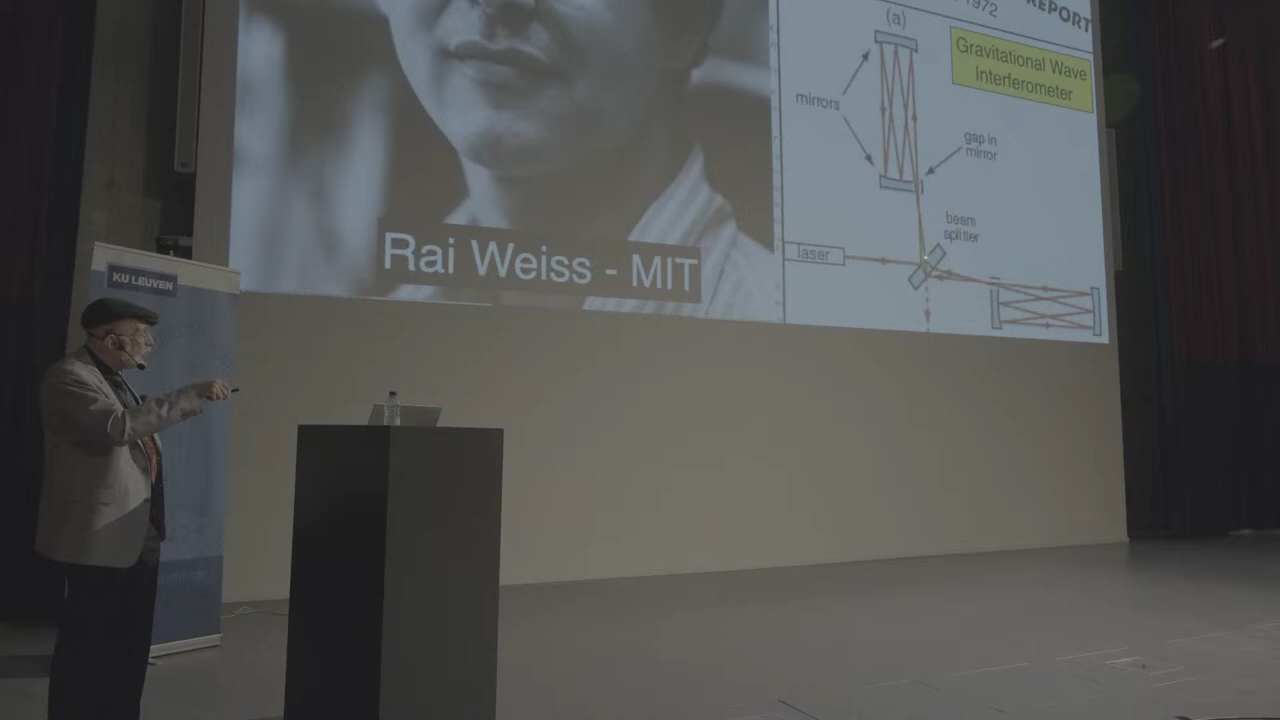 KU LEUVEN
Rai Weiss - MIT
1972
REPORT
(a)
Gravitational Wave
Interferometer
mirrors
gap in
mirror
beam
splitter
laser